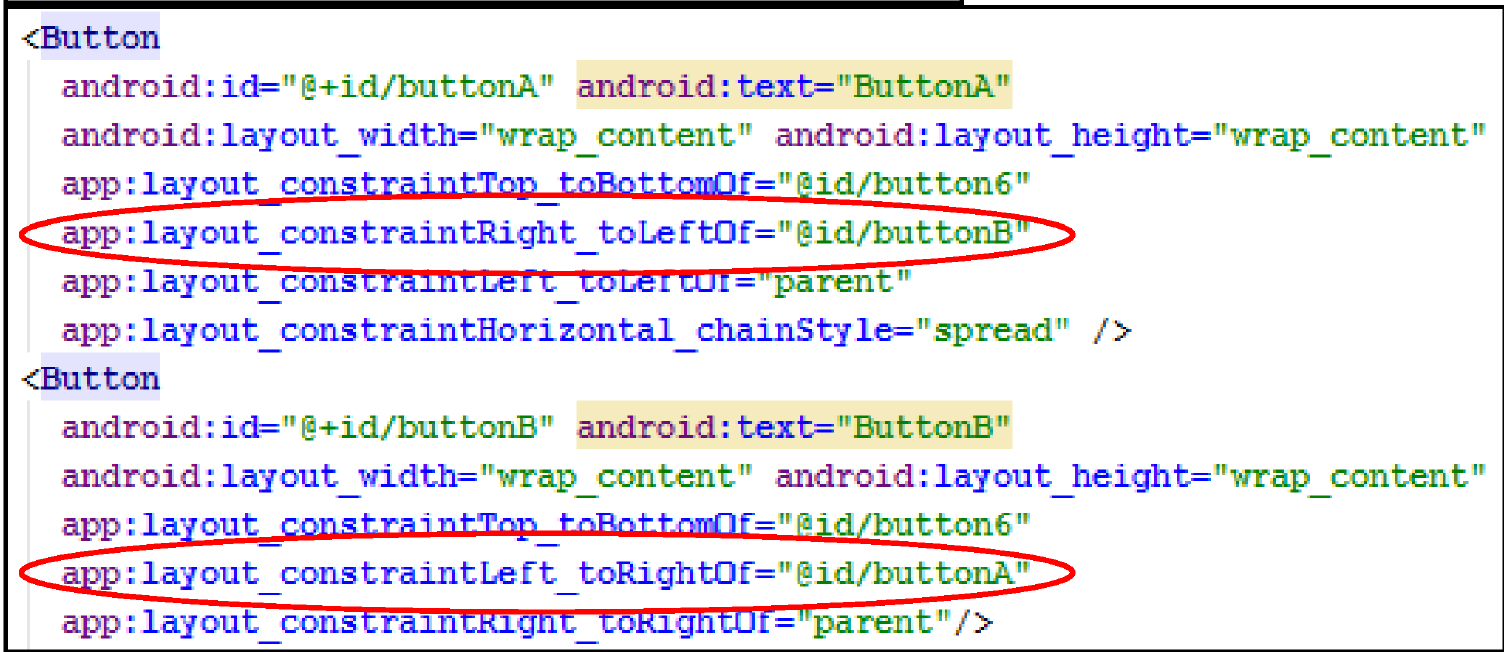 <Button
android:id="@+id/buttonA" android:text="ButtonA"
android:layout_width="wrap_content" android:layout_height="wrap_content"
app:layout_constraintTop_toBottomOf="@id/button6"
app:layout_constraintRight_toLeftOf="@id/buttonB"
app:layout_constraintLeft_toLeftOf="parent"
app:layout_constraintHorizontal_chainStyle="spread" />
<Button
android:id="@+id/buttonB" android:text="ButtonB"
android:layout_width="wrap_content" android:layout_height="wrap_content"
app:layout_constraintTop_toBottomOf="@id/button6"
app:layout_constraintLeft_toRightOf="@id/buttonA"
app:layout_constraintRight_toRightOf="parent"/>